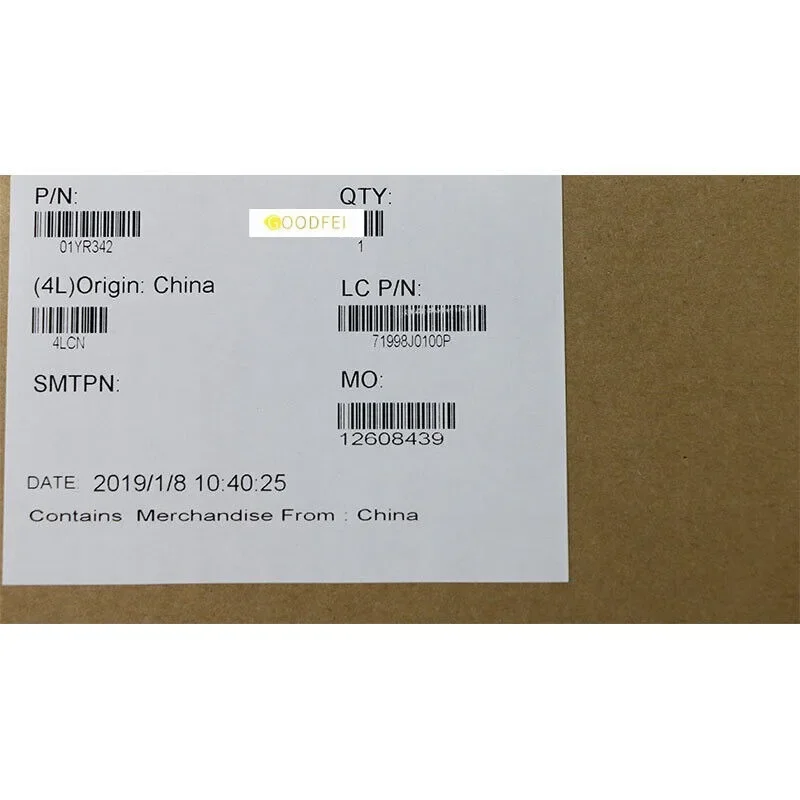 P/N: QTY:
GOODFEI
01YR342 1
(4L)Origin: China LC P/N:
4LCN 71998J0100P
SMTPN: MO:
12608439
DATE: 2019/1/8 10:40:25
Contains Merchandise From : China